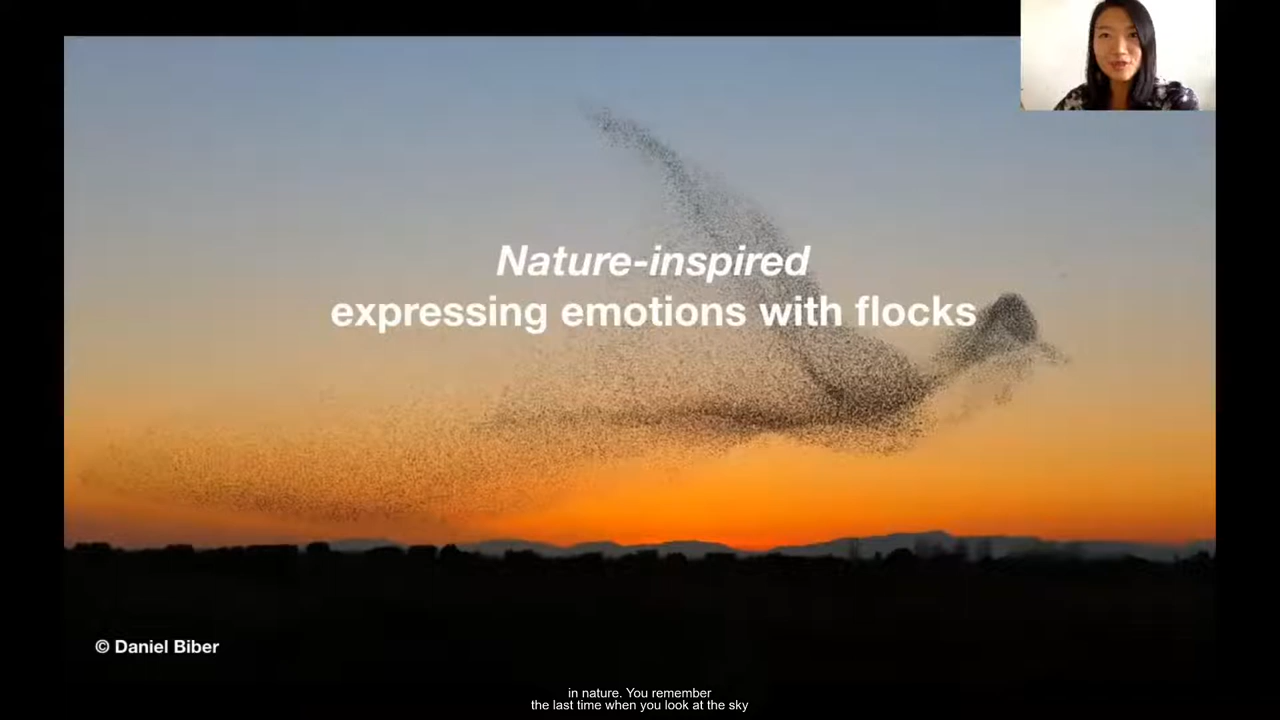 Nature-inspired
expressing emotions with flocks
© Daniel Biber
in nature. You remember
the last time when you look at the sky